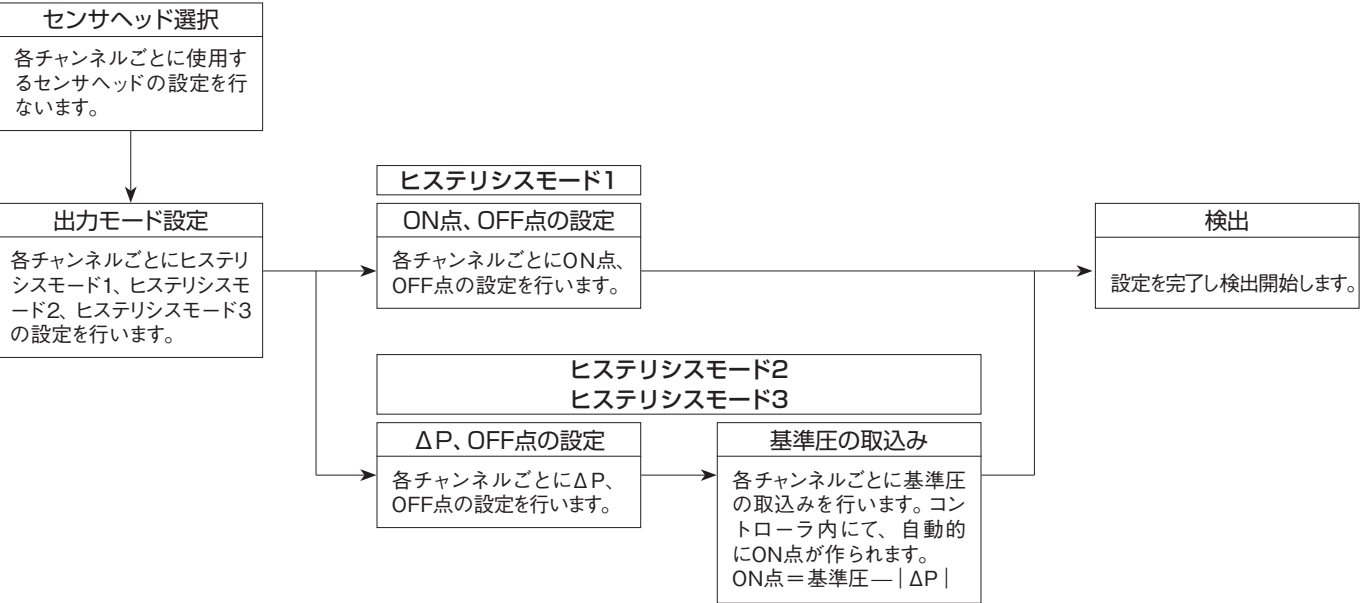 センサヘッド選択
各チャンネルごとに使用す
るセンサヘッドの設定を行
ないます。
出力モード設定
各チャンネルごとにヒステリ
シスモード1、ヒステリシスモ
ード2、ヒステリシスモード3
の設定を行います。
ヒステリシスモード1
ON点、OFF点の設定
各チャンネルごとにON点、
OFF点の設定を行います。
ヒステリシスモード2
ヒステリシスモード3
ΔP、OFF点の設定
各チャンネルごとにΔP、
OFF点の設定を行います。
基準圧の取込み
各チャンネルごとに基準圧
の取込みを行います。コン
トローラ内にて、自動的
にON点が作られます。
ON点＝基準圧―｜ΔP｜
検出
設定を完了し検出開始します。